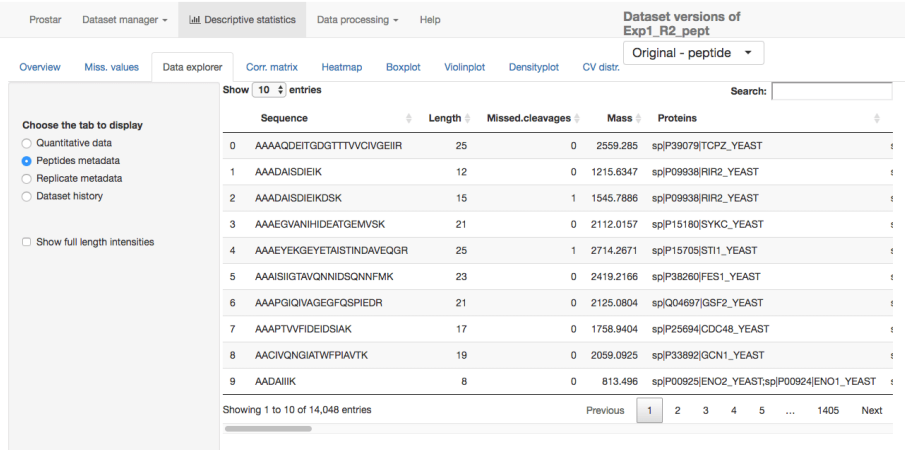 Prostar Dataset manager Descriptive statistics Data processing Help Dataset versions of
Exp1_R2_pept
Original - peptide
Overview Miss. values Data explorer Corr. matrix Heatmap Boxplot Violinplot Densityplot CV distr.
Show 10 entries Search:
Choose the tab to display
Quantitative data
Peptides metadata
Replicate metadata
Dataset history
Show full length intensities
Sequence Length Missed.cleavages Mass Proteins
0 AAAAQDEITGDGTTTVVCIVGEIIR 25 0 2559.285 sp|P39079|TCPZ_YEAST
1 AAADAISDIEIK 12 0 1215.6347 sp|P09938|RIR2_YEAST
2 AAADAISDIEIKDSK 15 1 1545.7886 sp|P09938|RIR2_YEAST
3 AAAEGVANIHIDEATGEMVSK 21 0 2112.0157 sp|P15180|SYKC_YEAST
4 AAAEYEKGEYETAISTINDAVEQGR 25 1 2714.2671 sp|P15705|STI1_YEAST
5 AAAISIIGTAVQNNIDSQNNFMK 23 0 2419.2166 sp|P38260|FES1_YEAST
6 AAAPGIQIVAGEGFQSPIEDR 21 0 2125.0804 sp|Q04697|GSF2_YEAST
7 AAAPTVVFIDEIDSIAK 17 0 1758.9404 sp|P25694|CDC48_YEAST
8 AACIVQNGIATWFPIAVTK 19 0 2059.0925 sp|P33892|GCN1_YEAST
9 AADAIIIK 8 0 813.496 sp|P00925|ENO2_YEAST;sp|P00924|ENO1_YEAST
Showing 1 to 10 of 14,048 entries Previous 1 2 3 4 5 ... 1405 Next